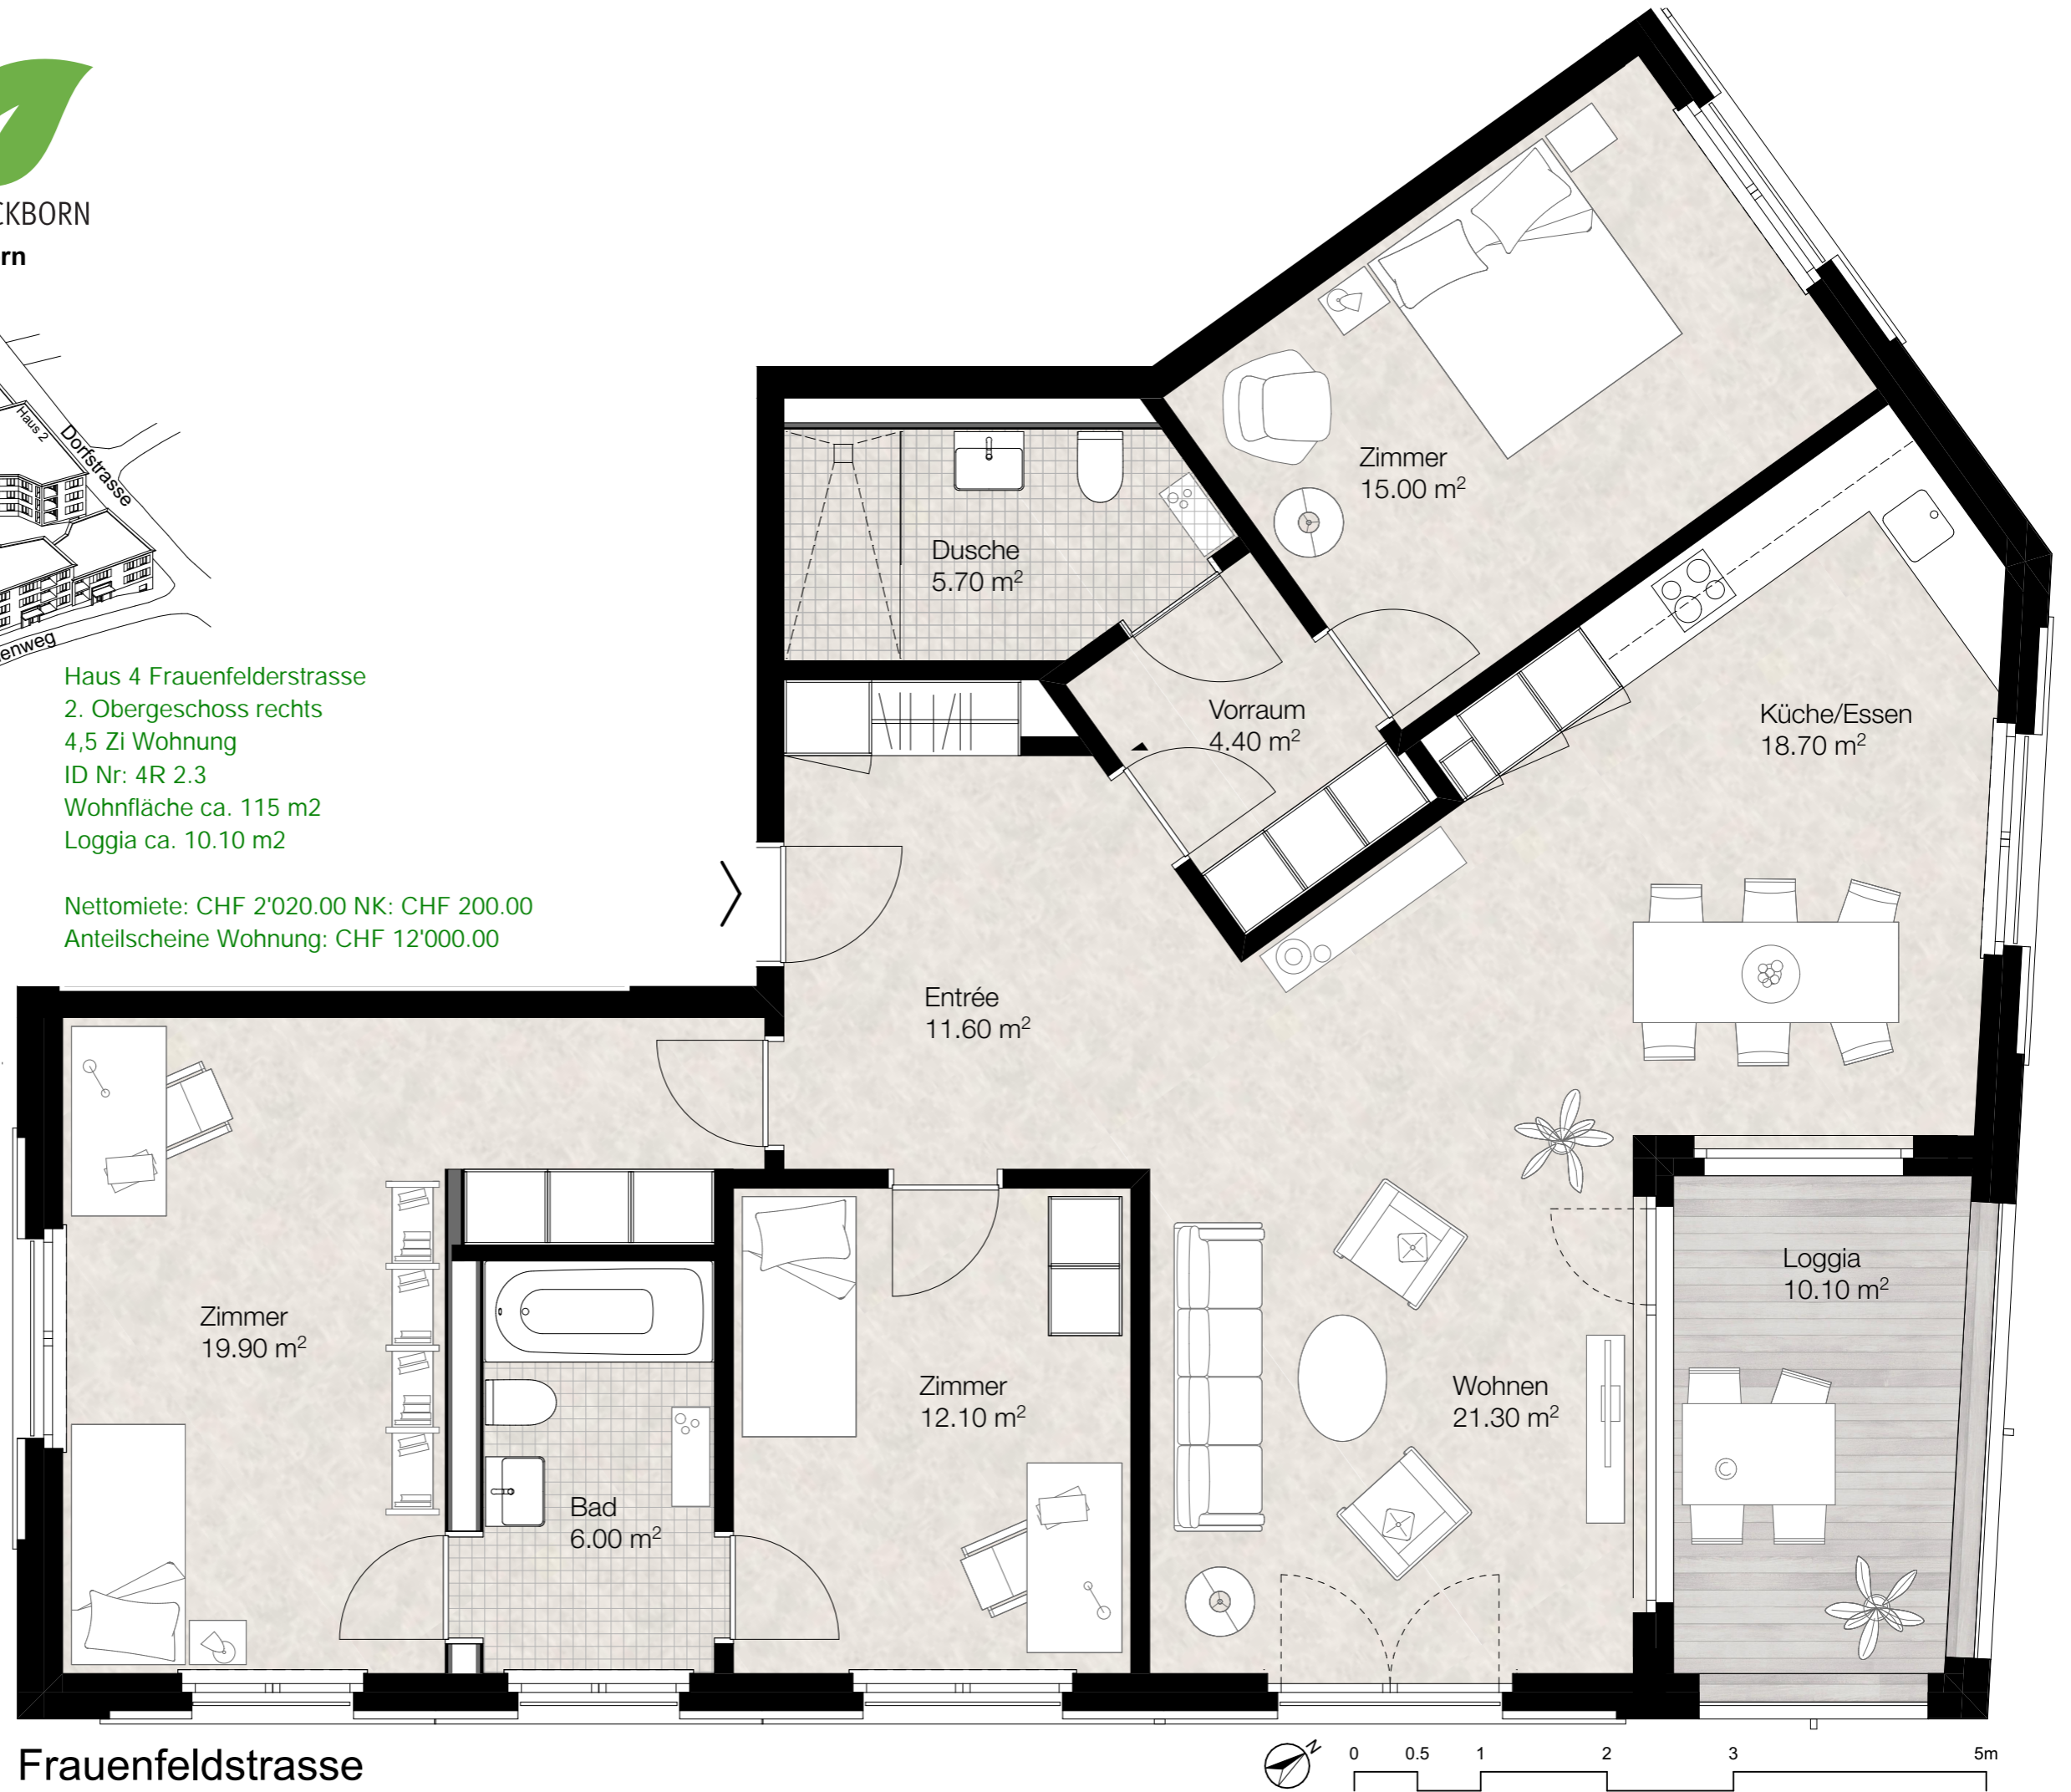 CKBORN
rn
Haus 2
Dorfstrasse
enweg
Haus 4 Frauenfelderstrasse
2. Obergeschoss rechts
4,5 Zi Wohnung
ID Nr: 4R 2.3
Wohnfläche ca. 115 m2
Loggia ca. 10.10 m2
Nettomiete: CHF 2'020.00 NK: CHF 200.00
Anteilscheine Wohnung: CHF 12'000.00
Zimmer
15.00 m²
Dusche
5.70 m²
Vorraum
4.40 m²
Küche/Essen
18.70 m²
Entrée
11.60 m²
Loggia
10.10 m²
Zimmer
19.90 m²
Zimmer
12.10 m²
Wohnen
21.30 m²
Bad
6.00 m²
Frauenfeldstrasse
N
0 0.5 1 2 3 5m